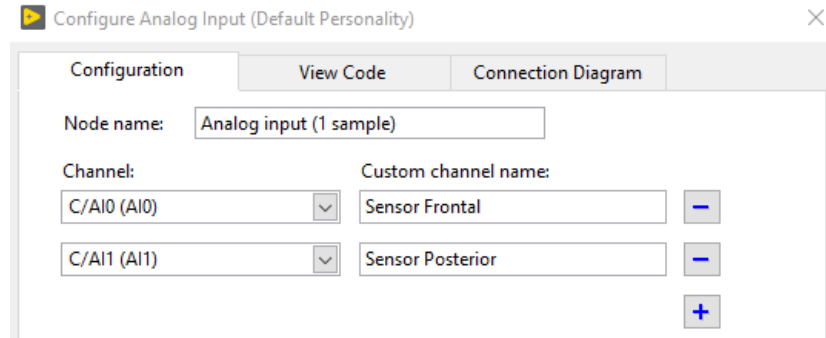 Configure Analog Input (Default Personality)
Configuration View Code Connection Diagram
Node name: Analog input (1 sample)
Channel: Custom channel name:
C/AI0 (AI0) Sensor Frontal
C/AI1 (AI1) Sensor Posterior